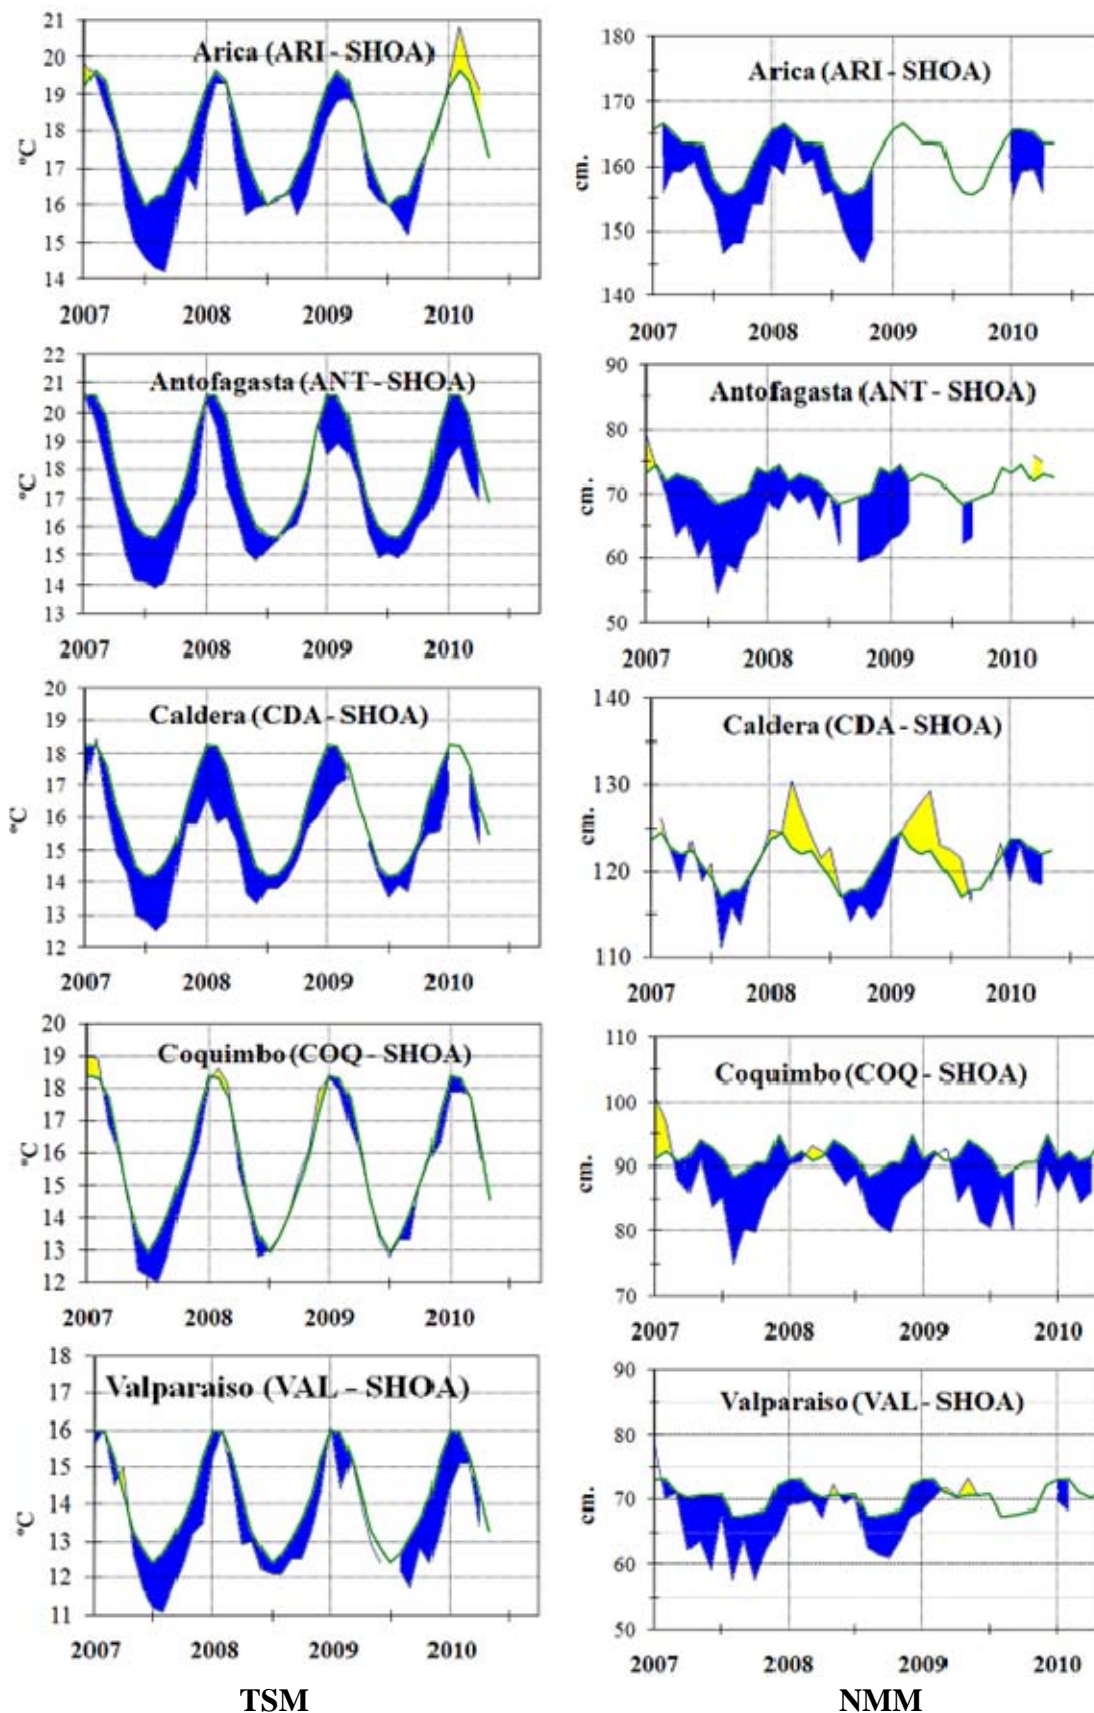 Arica (ARI - SHOA)
21
20
19
18
17
16
15
14
°C
2007 2008 2009 2010
Arica (ARI - SHOA)
180
170
160
150
140
cm.
2007 2008 2009 2010
Antofagasta (ANT - SHOA)
22
21
20
19
18
17
16
15
14
13
°C
2007 2008 2009 2010
Antofagasta (ANT - SHOA)
90
80
70
60
50
cm.
2007 2008 2009 2010
Caldera (CDA - SHOA)
20
19
18
17
16
15
14
13
12
°C
2007 2008 2009 2010
Caldera (CDA - SHOA)
140
130
120
110
cm.
2007 2008 2009 2010
Coquimbo (COQ - SHOA)
20
19
18
17
16
15
14
13
12
°C
2007 2008 2009 2010
Coquimbo (COQ - SHOA)
110
100
90
80
70
cm.
2007 2008 2009 2010
Valparaiso (VAL - SHOA)
18
17
16
15
14
13
12
11
°C
2007 2008 2009 2010
Valparaiso (VAL - SHOA)
90
80
70
60
50
cm.
2007 2008 2009 2010
TSM
NMM